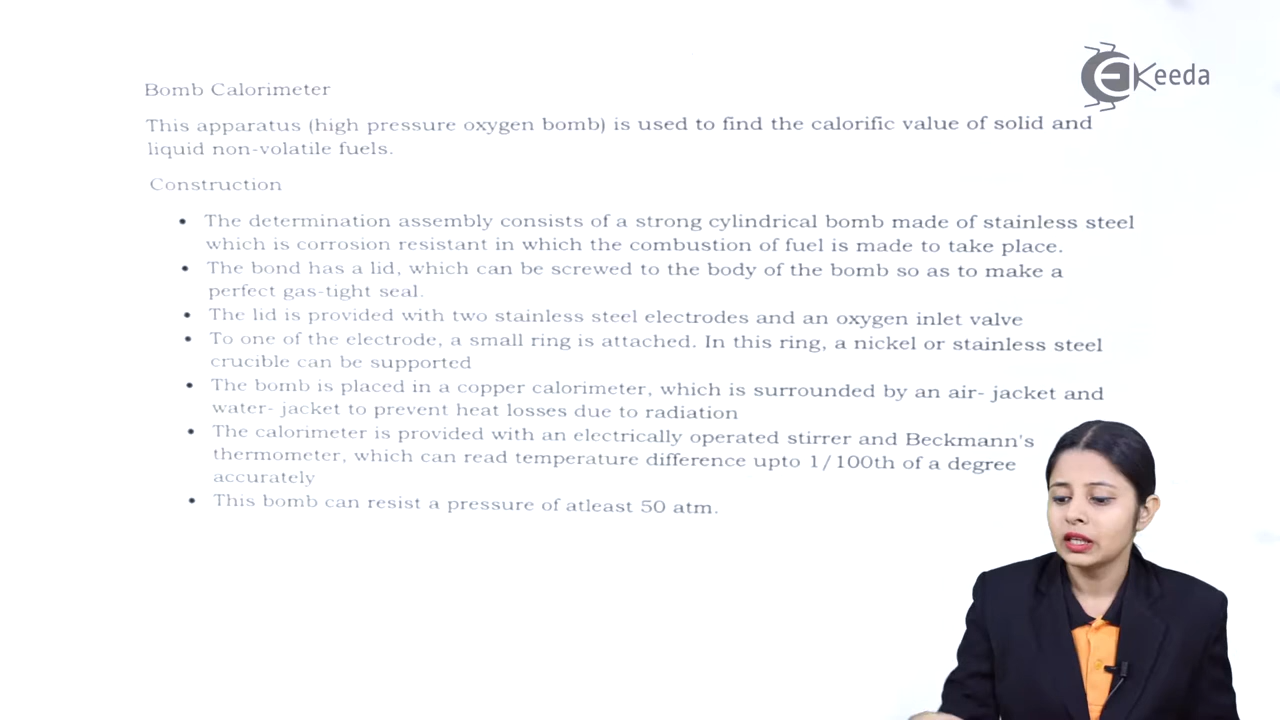 EKeeda
Bomb Calorimeter
This apparatus (high pressure oxygen bomb) is used to find the calorific value of solid and
liquid non-volatile fuels.
Construction
• The determination assembly consists of a strong cylindrical bomb made of stainless steel
which is corrosion resistant in which the combustion of fuel is made to take place.
• The bond has a lid, which can be screwed to the body of the bomb so as to make a
perfect gas-tight seal.
• The lid is provided with two stainless steel electrodes and an oxygen inlet valve
• To one of the electrode, a small ring is attached. In this ring, a nickel or stainless steel
crucible can be supported
• The bomb is placed in a copper calorimeter, which is surrounded by an air- jacket and
water- jacket to prevent heat losses due to radiation
• The calorimeter is provided with an electrically operated stirrer and Beckmann's
thermometer, which can read temperature difference upto 1/100th of a degree
accurately
• This bomb can resist a pressure of atleast 50 atm.